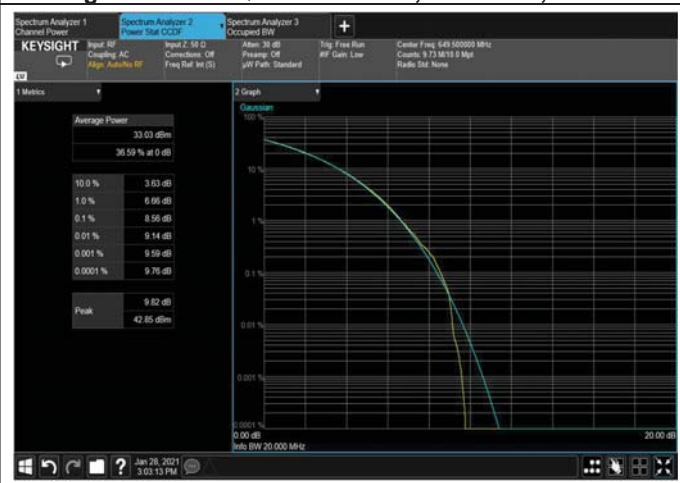 Spectrum Analyzer 1
Channel Power
Spectrum Analyzer 2
Power Stat CCDF
Spectrum Analyzer 3
Occupied BW
+
KEYSIGHT
Input: RF
Coupling: AC
Align: Auto/No RF
Input Z: 50 Ω
Corrections: Off
Freq Ref: Int (S)
Atten: 30 dB
Preamp: Off
µW Path: Standard
Trig: Free Run
#IF Gain: Low
Center Freq: 649.500000 MHz
Counts: 9.73 M/10.0 Mpt
Radio Std: None
LV
1 Metrics
Average Power
33.03 dBm
36.59 % at 0 dB
10.0 % 3.63 dB
1.0 % 6.66 dB
0.1 % 8.56 dB
0.01 % 9.14 dB
0.001 % 9.59 dB
0.0001 % 9.76 dB
Peak
9.82 dB
42.85 dBm
2 Graph
Gaussian
100 %
10 %
1 %
0.1 %
0.01 %
0.001 %
0.0001 %
0.00 dB
20.00 dB
Info BW 20.000 MHz
?
Jan 28, 2021
3:03:13 PM